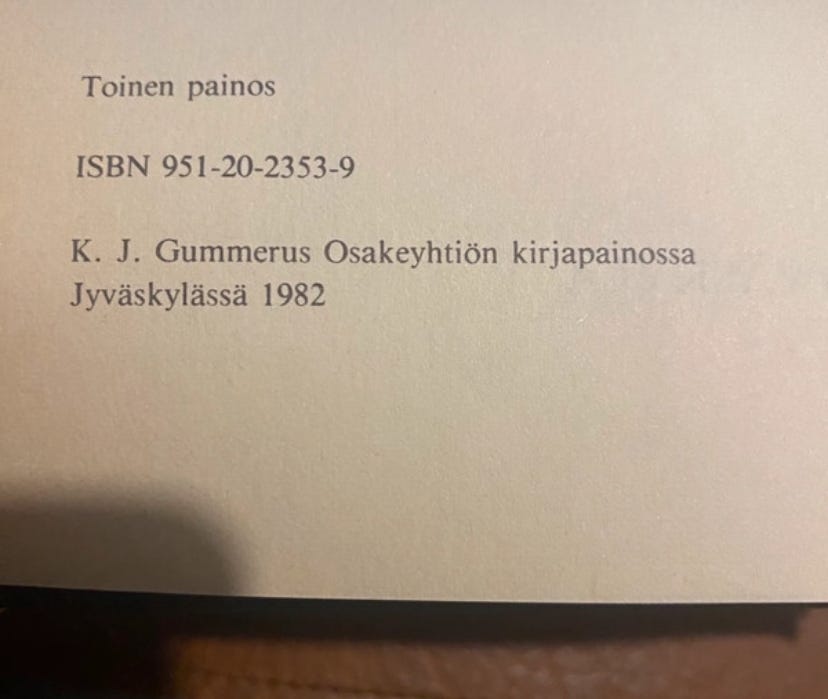 Toinen painos
ISBN 951-20-2353-9
K. J. Gummerus Osakeyhtiön kirjapainossa
Jyväskylässä 1982